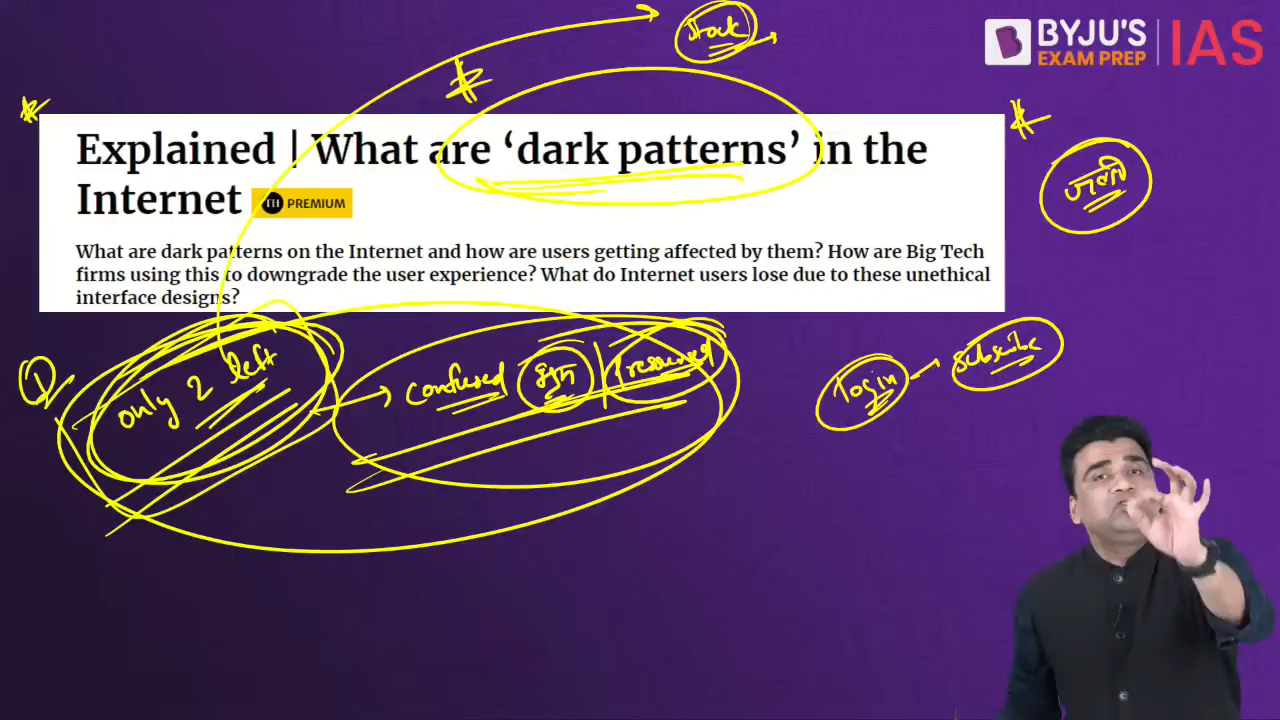 Stock
BYJU'S
EXAM PREP
IAS
Explained | What are ‘dark patterns’ in the
Internet TH PREMIUM
What are dark patterns on the Internet and how are users getting affected by them? How are Big Tech
firms using this to downgrade the user experience? What do Internet users lose due to these unethical
interface designs?
1
only 2 left
confused
Pressured
login
subscribe